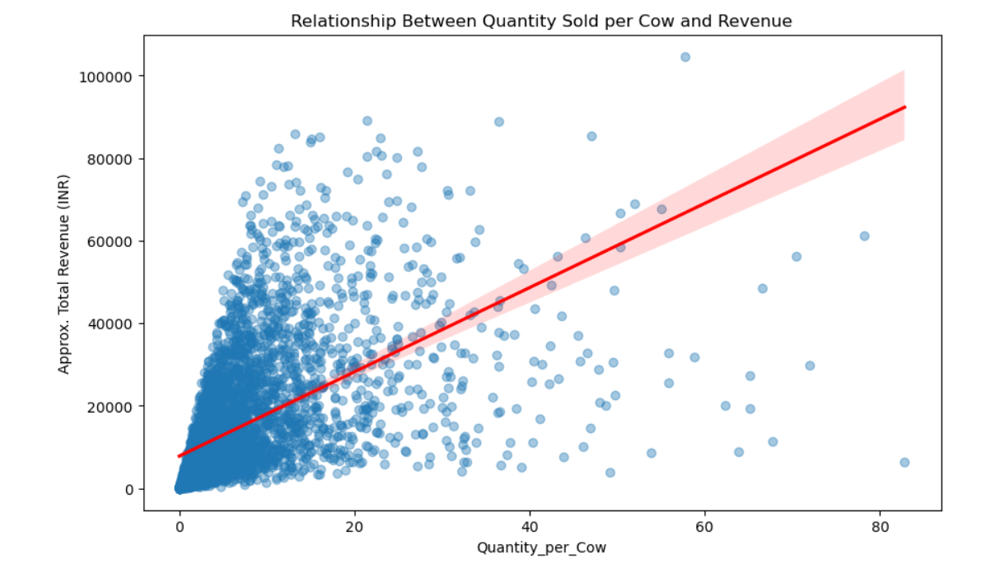 Relationship Between Quantity Sold per Cow and Revenue
Approx. Total Revenue (INR)
100000
80000
60000
40000
20000
0
0 20 40 60 80
Quantity_per_Cow